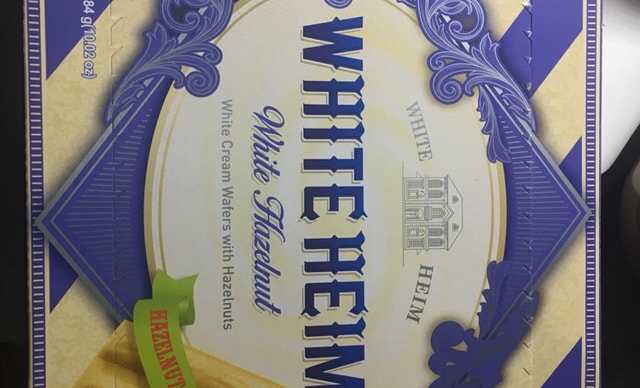 WHITE HEIM
WHITE HEIM
White Hazelnut
White Cream Wafers with Hazelnuts
HAZELNUT
84 g(10.02 oz)